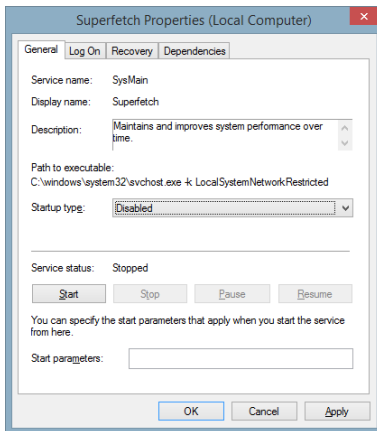 Superfetch Properties (Local Computer)
General Log On Recovery Dependencies
Service name: SysMain
Display name: Superfetch
Description: Maintains and improves system performance over
time.
Path to executable:
C:\windows\system32\svchost.exe -k LocalSystemNetworkRestricted
Startup type: Disabled
Service status: Stopped
Start Stop Pause Resume
You can specify the start parameters that apply when you start the service
from here.
Start parameters:
OK Cancel Apply